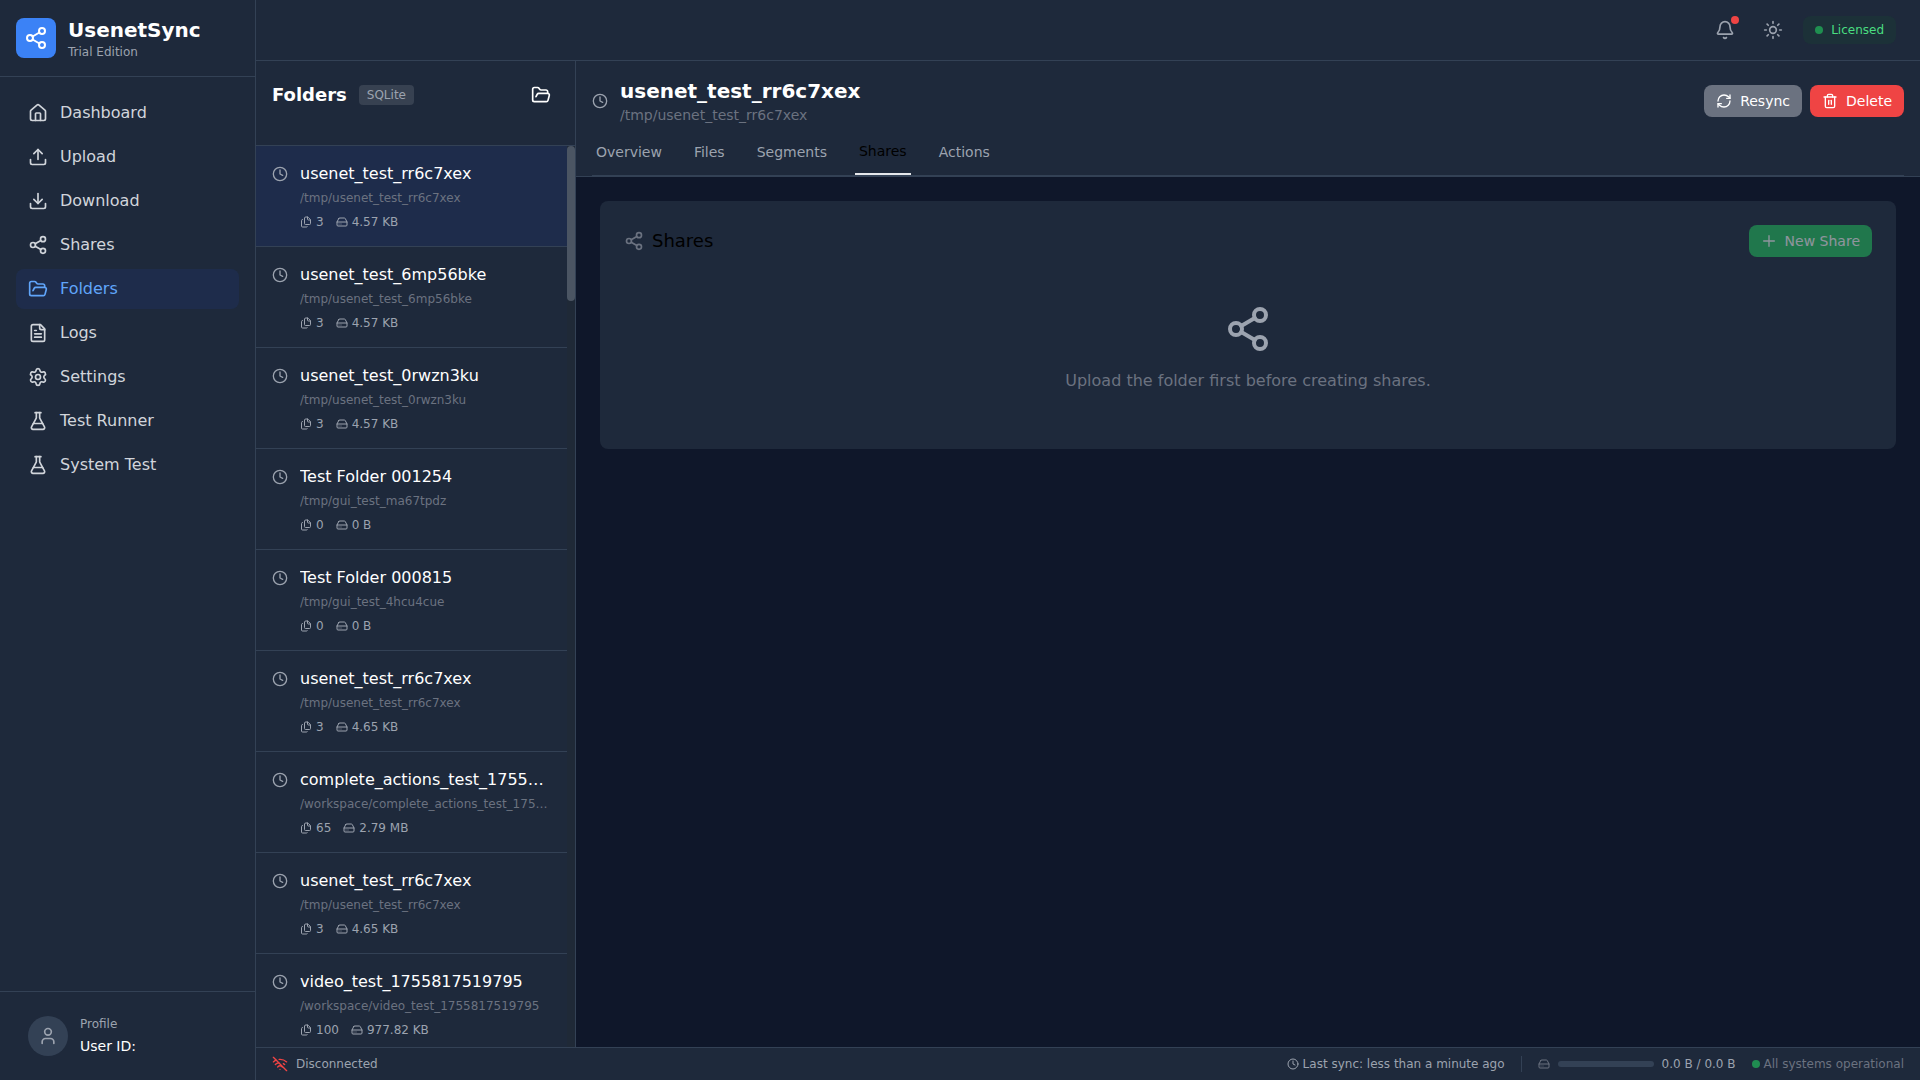 UsenetSync
Trial Edition
Dashboard
Upload
Download
Shares
Folders
Logs
Settings
Test Runner
System Test
Profile
User ID:
Licensed
Folders SQLite
usenet_test_rr6c7xex
/tmp/usenet_test_rr6c7xex
3 4.57 KB
usenet_test_6mp56bke
/tmp/usenet_test_6mp56bke
3 4.57 KB
usenet_test_0rwzn3ku
/tmp/usenet_test_0rwzn3ku
3 4.57 KB
Test Folder 001254
/tmp/gui_test_ma67tpdz
0 0 B
Test Folder 000815
/tmp/gui_test_4hcu4cue
0 0 B
usenet_test_rr6c7xex
/tmp/usenet_test_rr6c7xex
3 4.65 KB
complete_actions_test_1755...
/workspace/complete_actions_test_175...
65 2.79 MB
usenet_test_rr6c7xex
/tmp/usenet_test_rr6c7xex
3 4.65 KB
video_test_1755817519795
/workspace/video_test_1755817519795
100 977.82 KB
usenet_test_rr6c7xex
/tmp/usenet_test_rr6c7xex
Resync Delete
Overview Files Segments Shares Actions
Shares
New Share
Upload the folder first before creating shares.
Disconnected
Last sync: less than a minute ago
0.0 B / 0.0 B
All systems operational